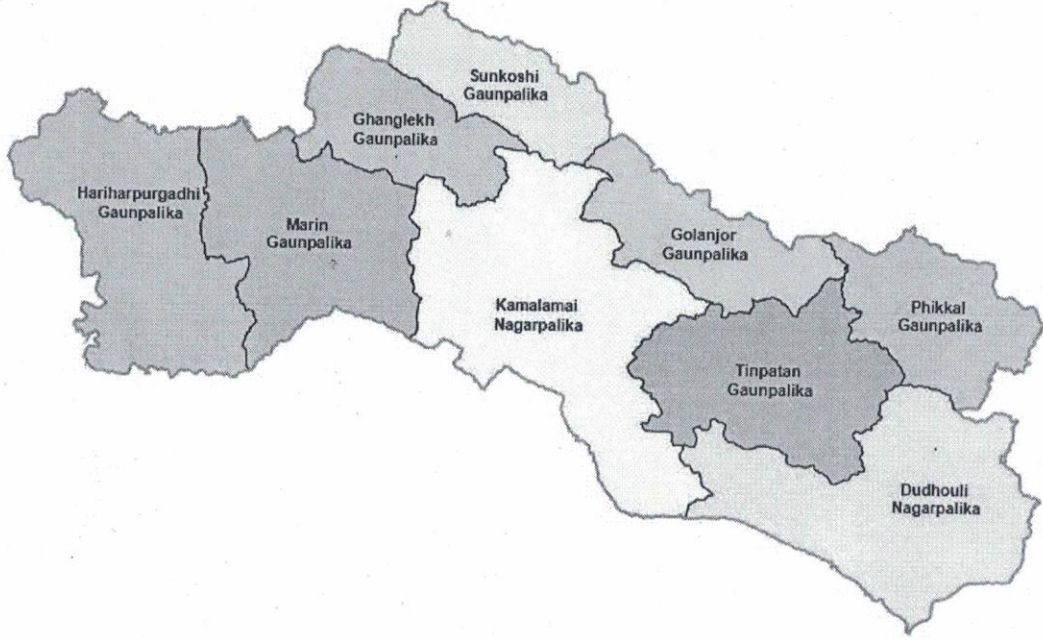 Sunkoshi
Gaunpalika
Ghanglekh
Gaunpalika
Hariharpurgadhi
Gaunpalika
Marin
Gaunpalika
Golanjor
Gaunpalika
Kamalamai
Nagarpalika
Phikkal
Gaunpalika
Tinpatan
Gaunpalika
Dudhouli
Nagarpalika